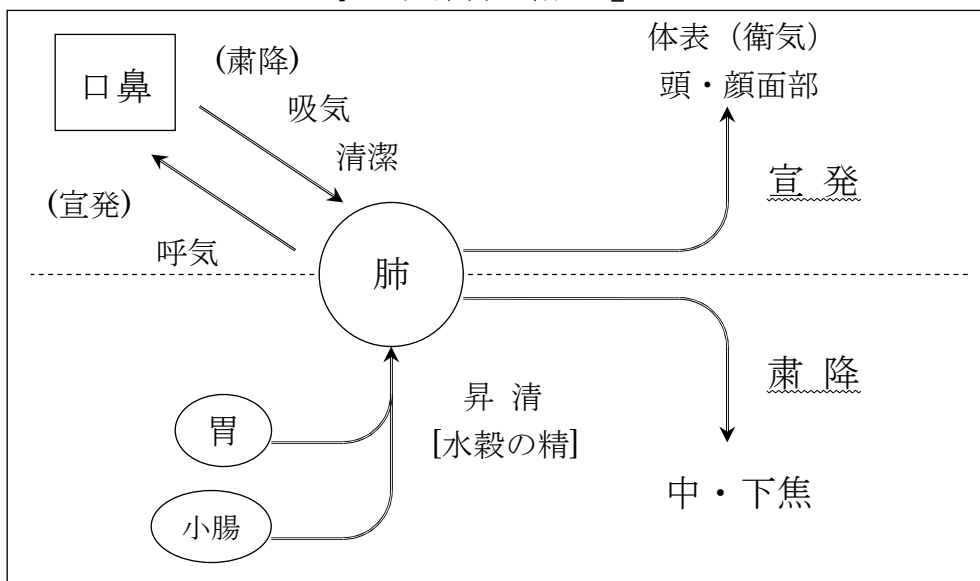 口鼻
(粛降)
吸気
清潔
(宣発)
呼気
肺
体表（衛気）
頭・顔面部
宣 発
粛 降
中・下焦
昇 清
[水穀の精]
胃
小腸